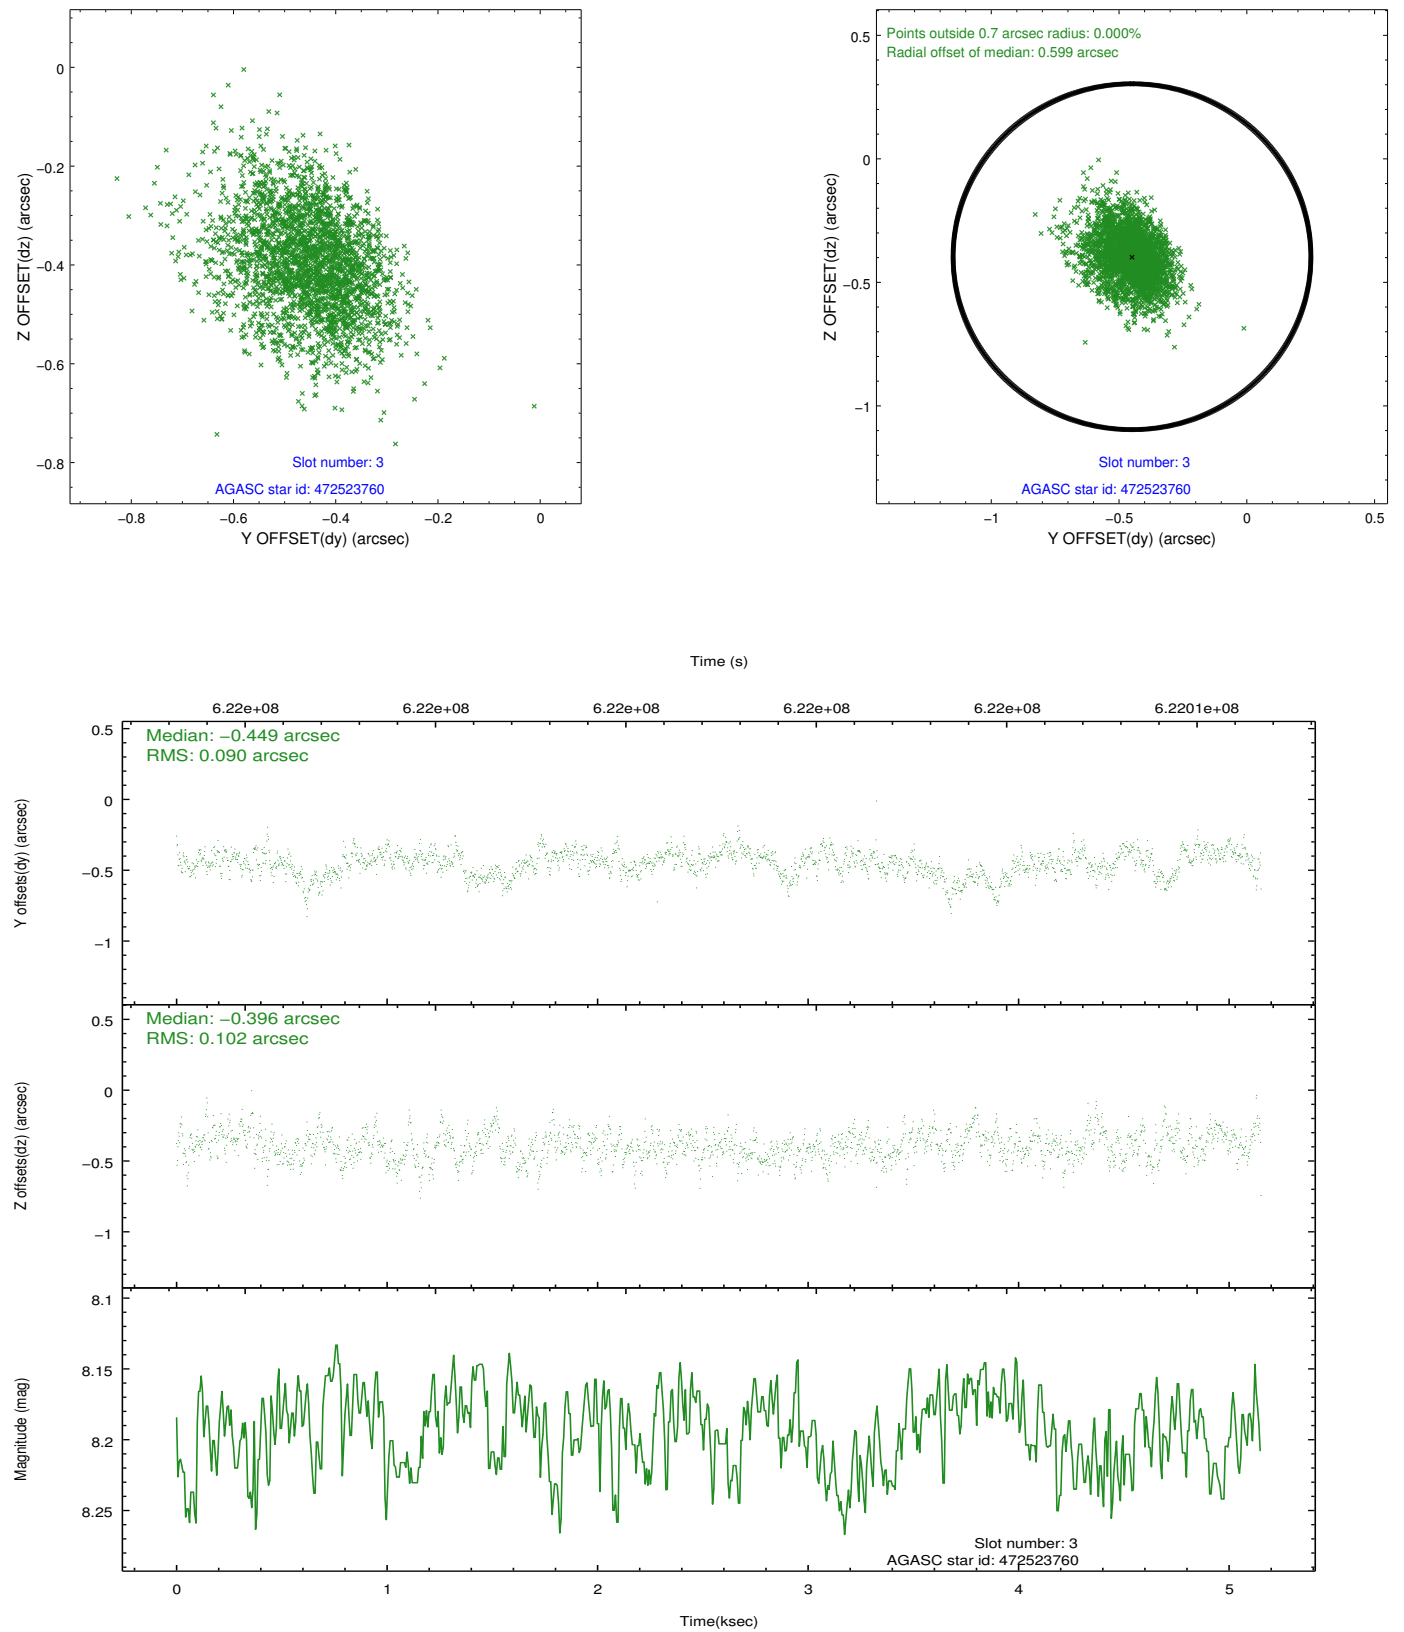 0
−0.2
−0.4
−0.6
−0.8
Z OFFSET(dz) (arcsec)
Slot number: 3
AGASC star id: 472523760
−0.8 −0.6 −0.4 −0.2 0
Y OFFSET(dy) (arcsec)
Points outside 0.7 arcsec radius: 0.000%
Radial offset of median: 0.599 arcsec
0.5
0
−0.5
−1
Z OFFSET(dz) (arcsec)
Slot number: 3
AGASC star id: 472523760
−1 −0.5 0 0.5
Y OFFSET(dy) (arcsec)
Time (s)
6.22e+08 6.22e+08 6.22e+08 6.22e+08 6.22e+08 6.2201e+08
Median: −0.449 arcsec
RMS: 0.090 arcsec
0.5
0
−0.5
−1
Y offsets(dy) (arcsec)
Median: −0.396 arcsec
RMS: 0.102 arcsec
0.5
0
−0.5
−1
Z offsets(dz) (arcsec)
8.1
8.15
8.2
8.25
Magnitude (mag)
Slot number: 3
AGASC star id: 472523760
0 1 2 3 4 5
Time(ksec)